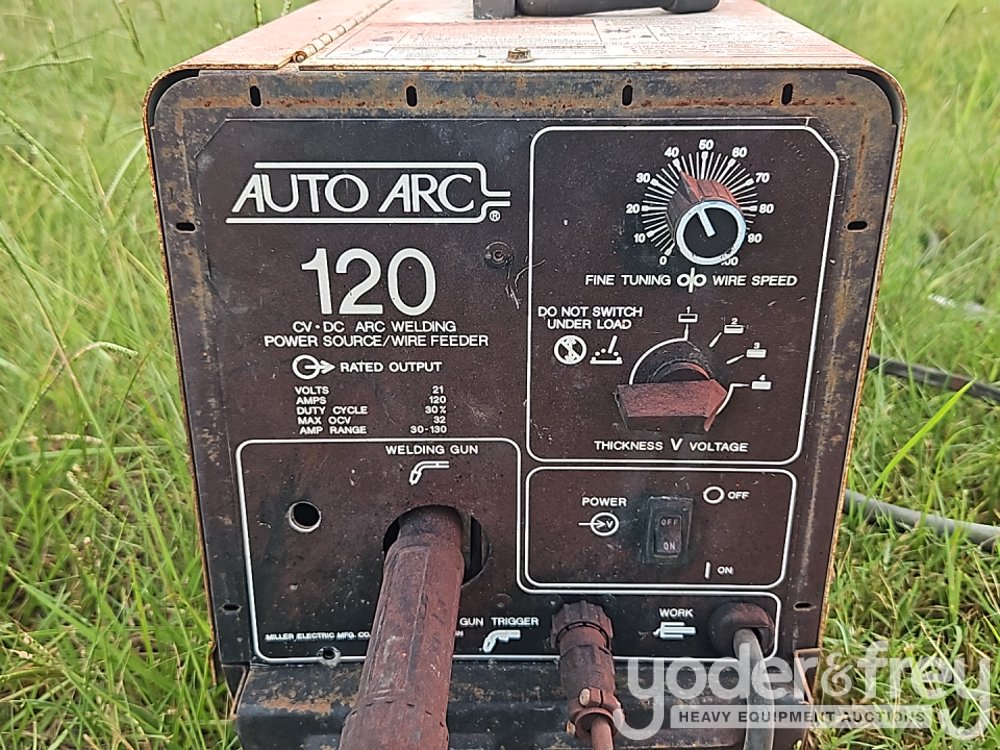 AUTO ARC ®
120
CV • DC ARC WELDING
POWER SOURCE/WIRE FEEDER
RATED OUTPUT
VOLTS 21
AMPS 120
DUTY CYCLE 30%
MAX OCV 32
AMP RANGE 30-130
0 10 20 30 40 50 60 70 80 90 00
FINE TUNING WIRE SPEED
DO NOT SWITCH
UNDER LOAD
1 2 3 4
THICKNESS V VOLTAGE
WELDING GUN
POWER
V
OFF
OFF
ON
ON
GUN TRIGGER
WORK
MILLER ELECTRIC MFG. CO.
yoder&frey
HEAVY EQUIPMENT AUCTIONS